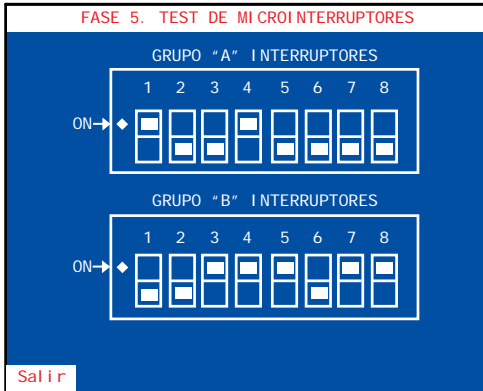 FASE 5. TEST DE MICROINTERRUPTORES
GRUPO “A” INTERRUPTORES
1 2 3 4 5 6 7 8
ON
GRUPO “B” INTERRUPTORES
1 2 3 4 5 6 7 8
ON
Salir